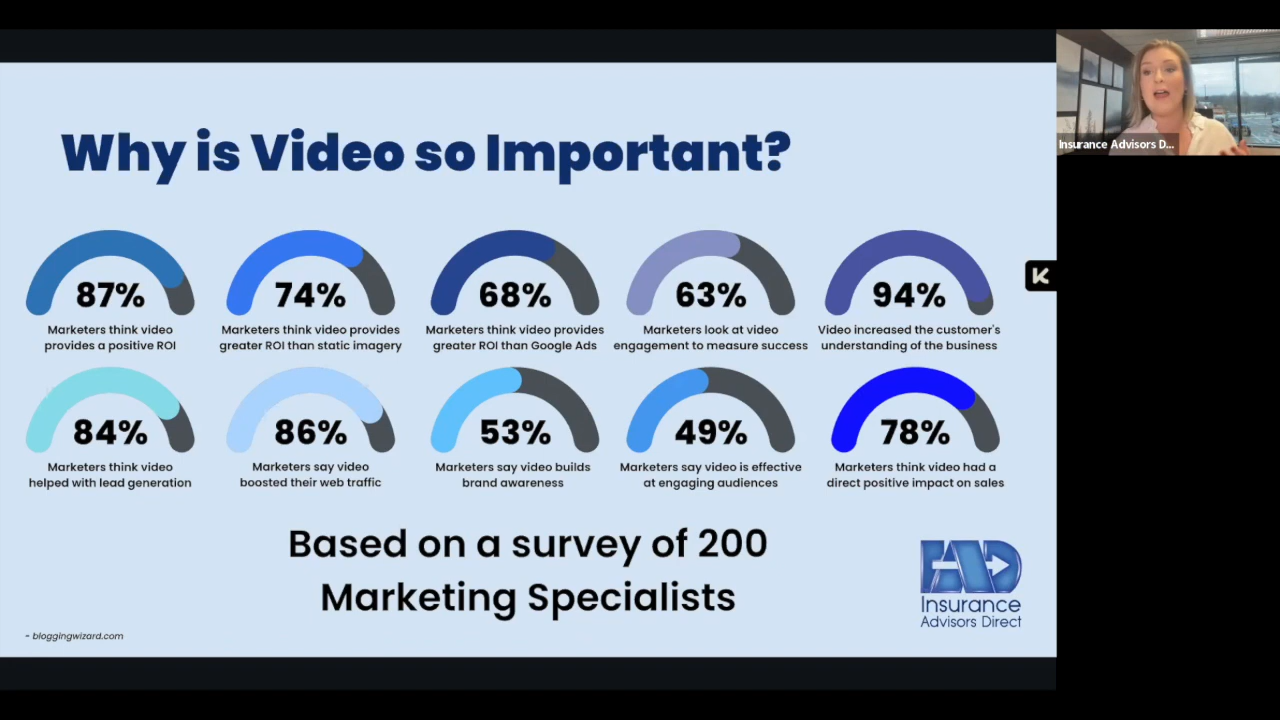 Why is Video so Important?
87%
Marketers think video
provides a positive ROI
74%
Marketers think video provides
greater ROI than static imagery
68%
Marketers think video provides
greater ROI than Google Ads
63%
Marketers look at video
engagement to measure success
94%
Video increased the customer's
understanding of the business
84%
Marketers think video
helped with lead generation
86%
Marketers say video
boosted their web traffic
53%
Marketers say video builds
brand awareness
49%
Marketers say video is effective
at engaging audiences
78%
Marketers think video had a
direct positive impact on sales
Based on a survey of 200
Marketing Specialists
IAD
Insurance
Advisors Direct
- bloggingwizard.com
Insurance Advisors D...
K